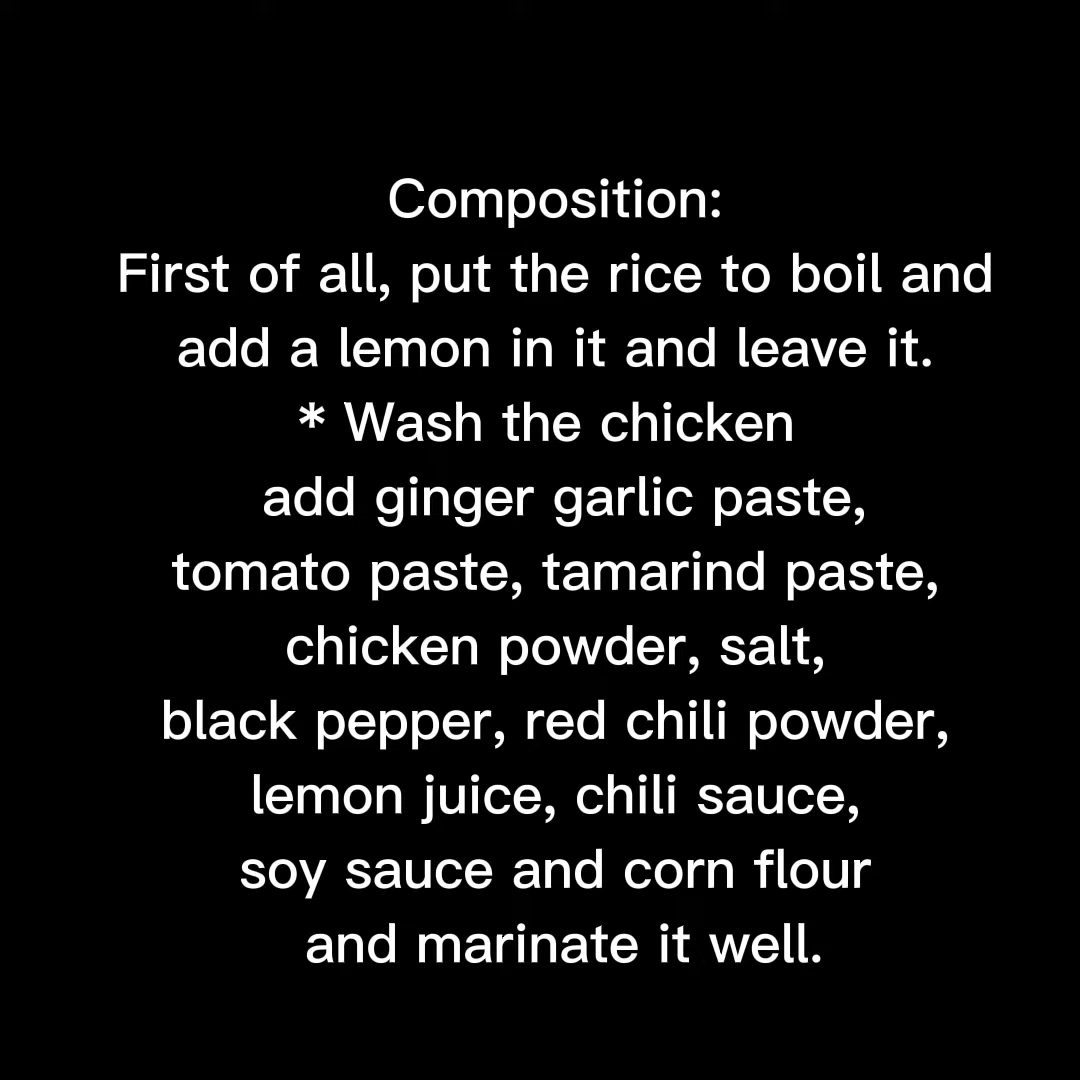 Composition:
First of all, put the rice to boil and
add a lemon in it and leave it.
* Wash the chicken
add ginger garlic paste,
tomato paste, tamarind paste,
chicken powder, salt,
black pepper, red chili powder,
lemon juice, chili sauce,
soy sauce and corn flour
and marinate it well.